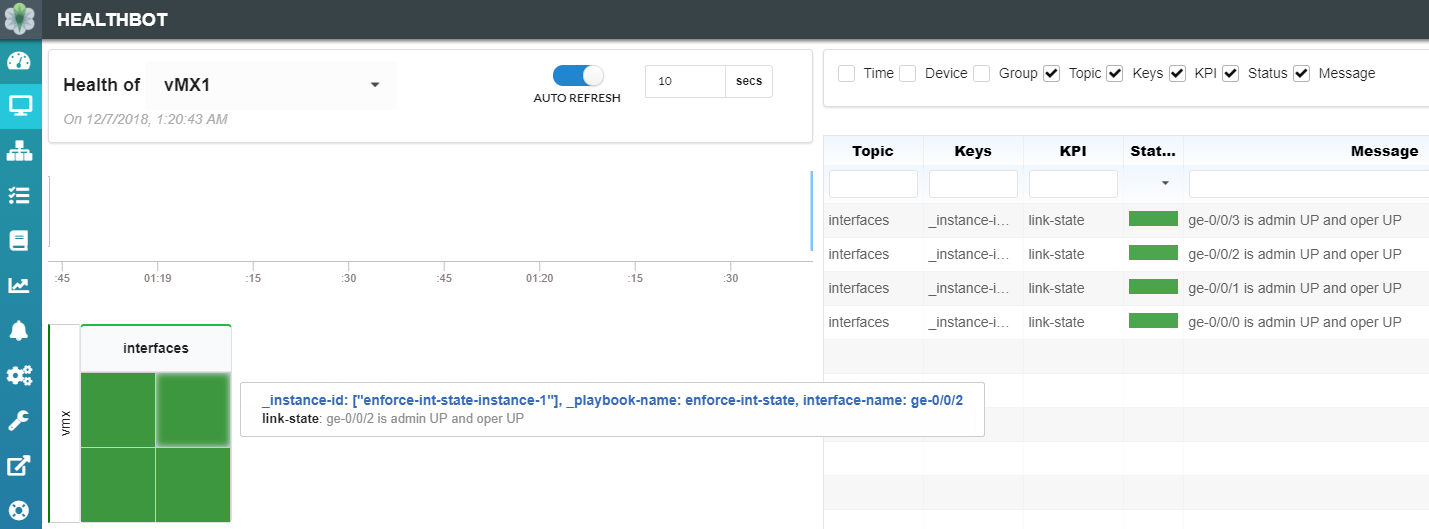 HEALTHBOT
Health of vMX1
AUTO REFRESH
10 secs
On 12/7/2018, 1:20:43 AM
Time Device Group Topic Keys KPI Status Message
:45 01:19 :15 :30 :45 01:20 :15 :30
Topic Keys KPI Stat... Message
interfaces _instance-i... link-state ge-0/0/3 is admin UP and oper UP
interfaces _instance-i... link-state ge-0/0/2 is admin UP and oper UP
interfaces _instance-i... link-state ge-0/0/1 is admin UP and oper UP
interfaces _instance-i... link-state ge-0/0/0 is admin UP and oper UP
interfaces
vmx
_instance-id: ["enforce-int-state-instance-1"], _playbook-name: enforce-int-state, interface-name: ge-0/0/2
link-state: ge-0/0/2 is admin UP and oper UP